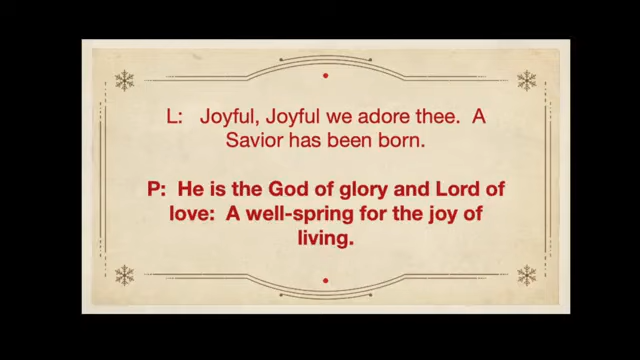 L: Joyful, Joyful we adore thee. A
Savior has been born.
P: He is the God of glory and Lord of
love: A well-spring for the joy of
living.